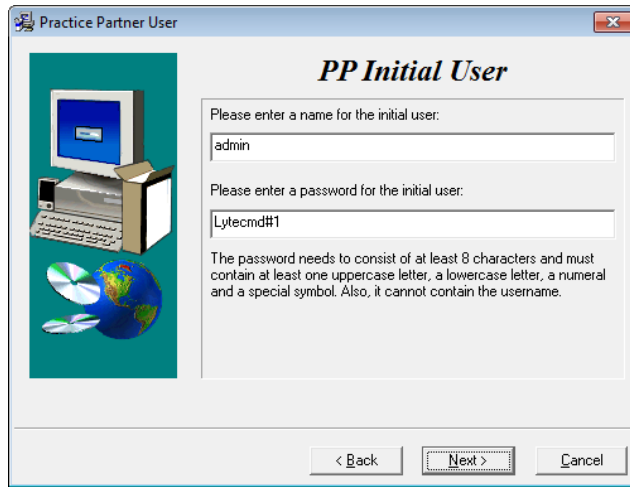 Practice Partner User
PP Initial User
Please enter a name for the initial user:
admin
Please enter a password for the initial user:
Lytecmd#1
The password needs to consist of at least 8 characters and must
contain at least one uppercase letter, a lowercase letter, a numeral
and a special symbol. Also, it cannot contain the username.
< Back
Next >
Cancel